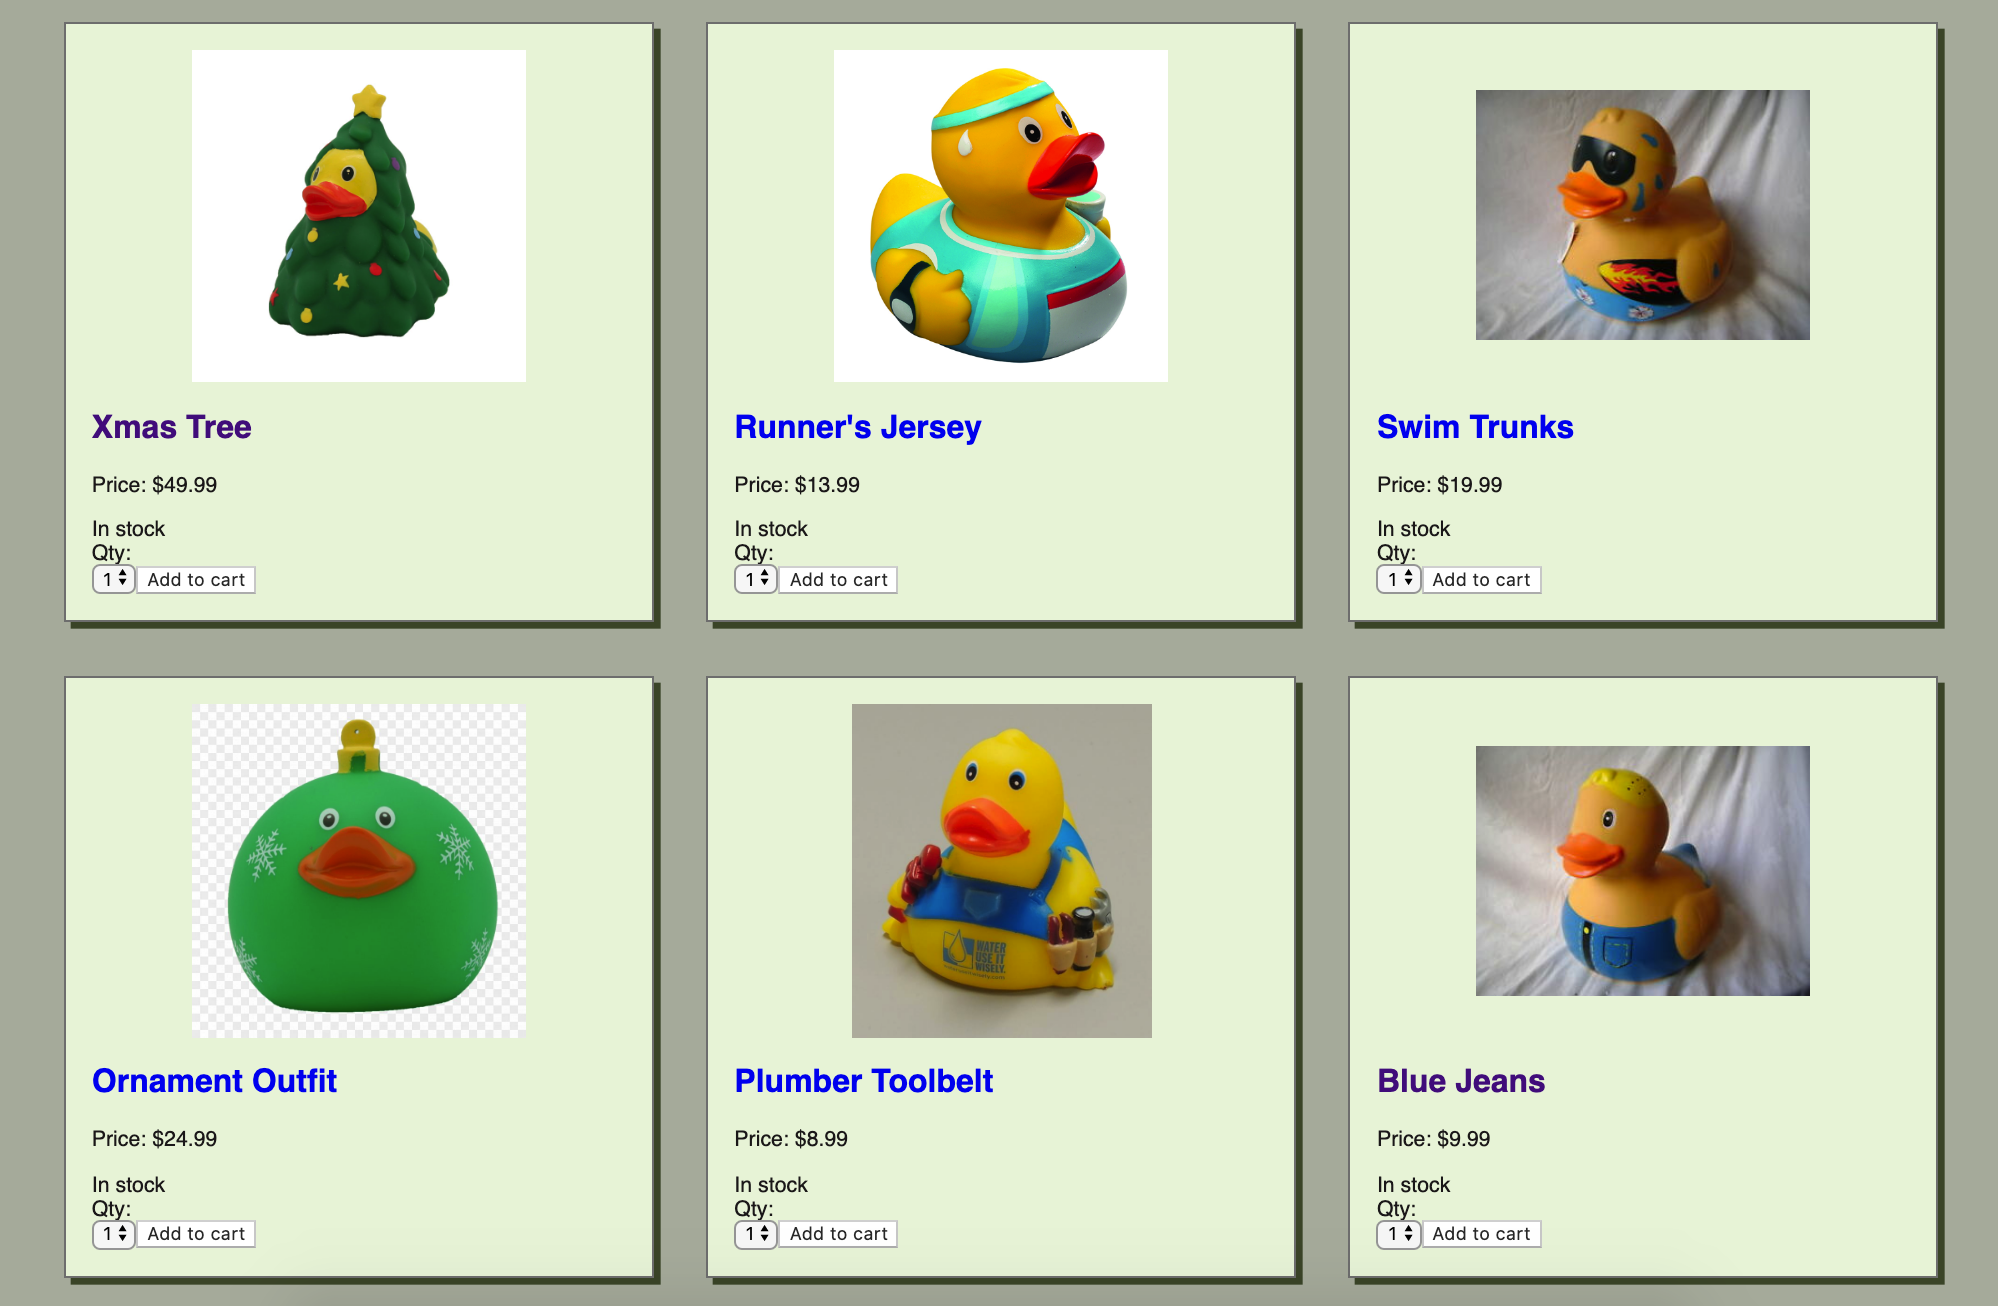 Xmas Tree
Price: $49.99
In stock
Qty:
1 Add to cart
Runner's Jersey
Price: $13.99
In stock
Qty:
1 Add to cart
Swim Trunks
Price: $19.99
In stock
Qty:
1 Add to cart
Ornament Outfit
Price: $24.99
In stock
Qty:
1 Add to cart
WATER
USE IT
WISELY.
Plumber Toolbelt
Price: $8.99
In stock
Qty:
1 Add to cart
Blue Jeans
Price: $9.99
In stock
Qty:
1 Add to cart